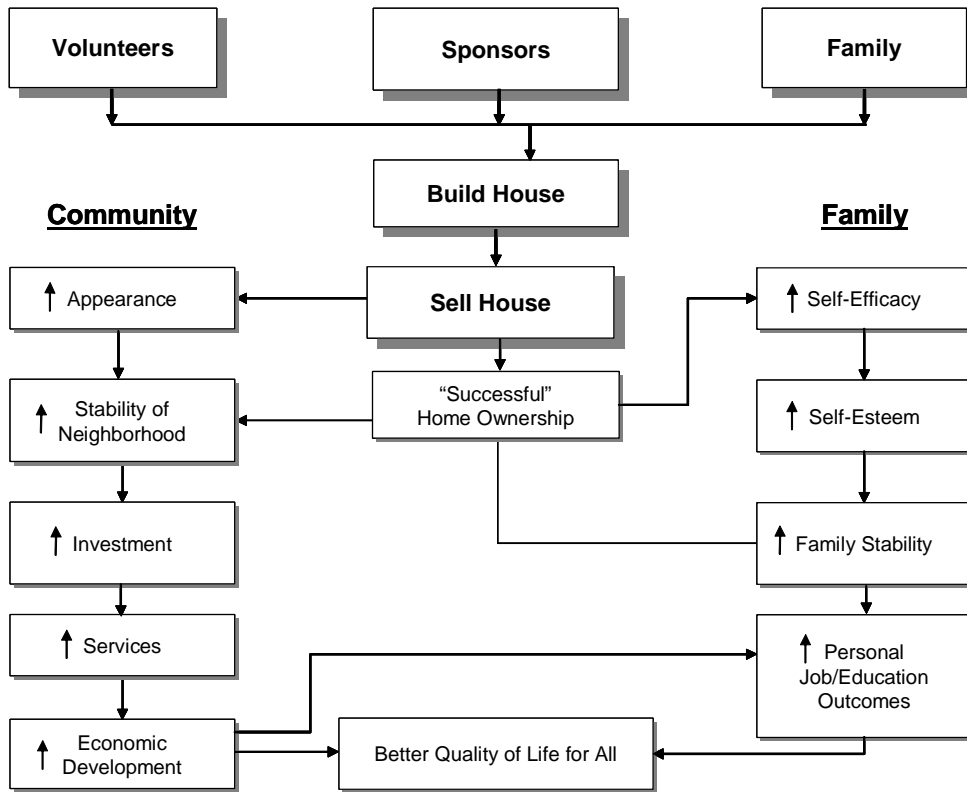 Volunteers
Sponsors
Family
Build House
Community
Family
Sell House
↑ Appearance
↑ Self-Efficacy
“Successful”
Home Ownership
↑ Stability of
Neighborhood
↑ Self-Esteem
↑ Investment
↑ Family Stability
↑ Services
↑ Personal
Job/Education
Outcomes
↑ Economic
Development
Better Quality of Life for All